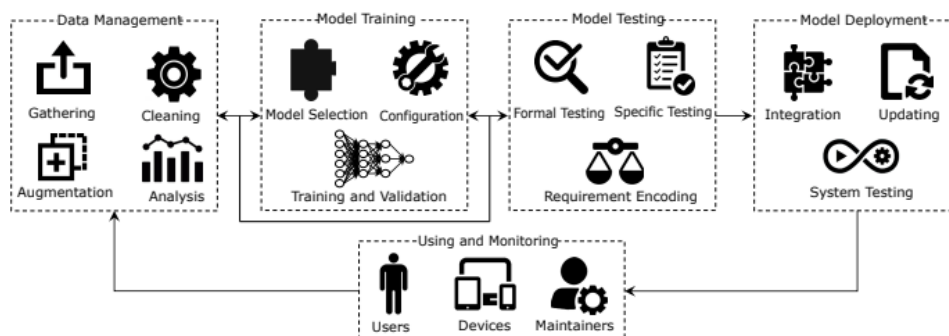 Data Management
Model Training
Model Testing
Model Deployment
Gathering
Cleaning
Augmentation
Analysis
Model Selection
Configuration
Training and Validation
Formal Testing
Specific Testing
Requirement Encoding
Integration
Updating
System Testing
Using and Monitoring
Users
Devices
Maintainers